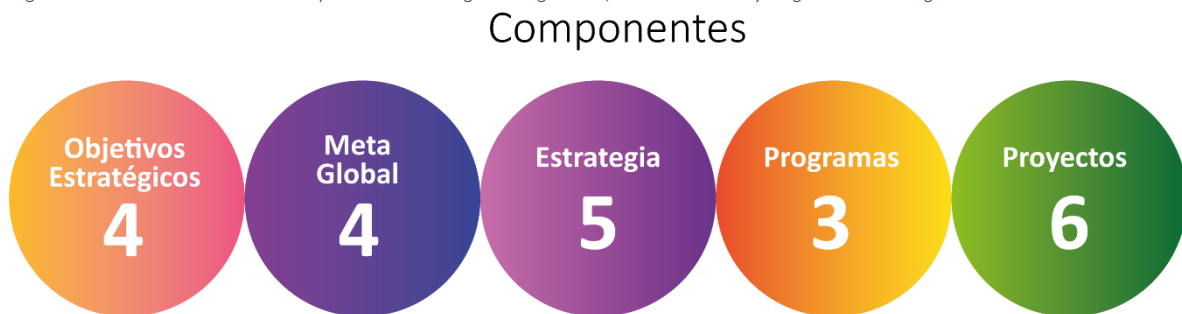 Componentes
Objetivos
Estratégicos
4
Meta
Global
4
Estrategia
5
Programas
3
Proyectos
6